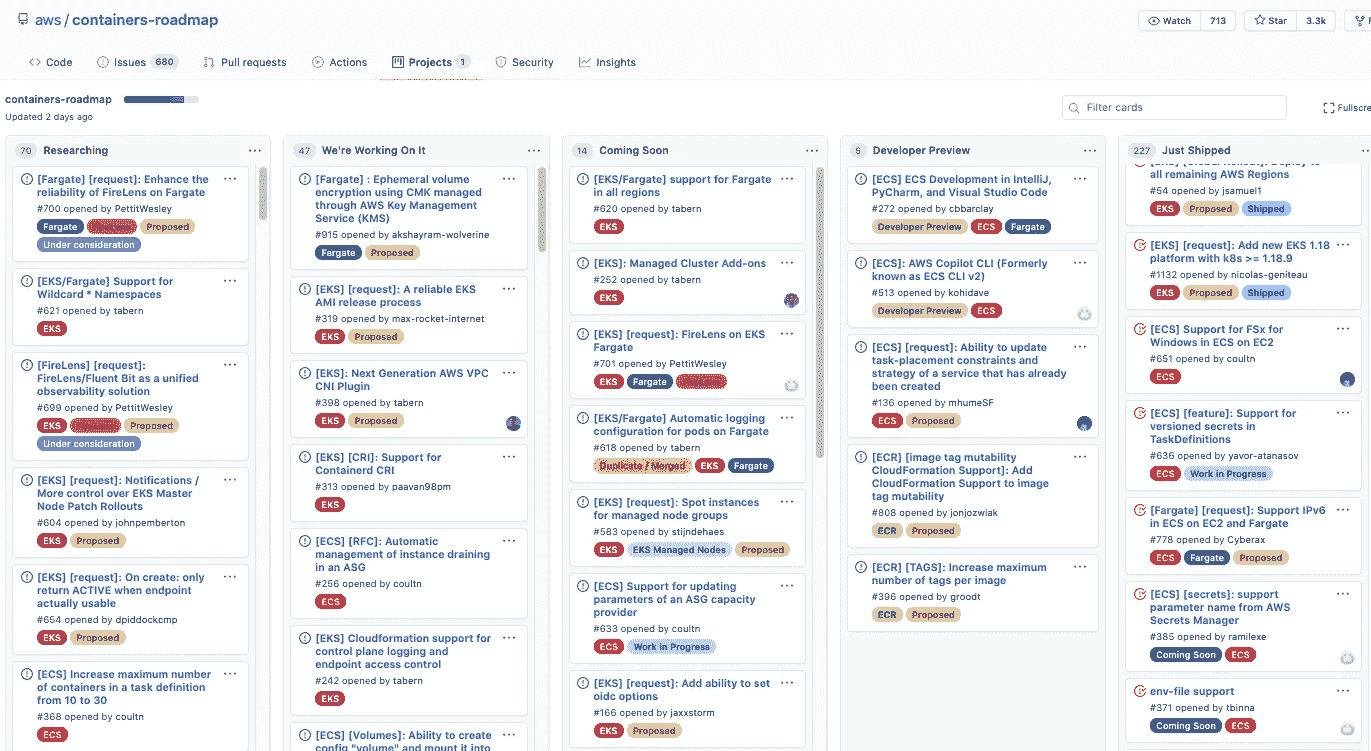 aws / containers-roadmap
Watch 713
Star 3.3k
Code
Issues 680
Pull requests
Actions
Projects 1
Security
Insights
containers-roadmap
Updated 2 days ago
Filter cards
Fullscre
70 Researching
[Fargate] [request]: Enhance the
reliability of FireLens on Fargate
#700 opened by PettitWesley
Fargate Proposed
Under consideration
[EKS/Fargate] Support for
Wildcard * Namespaces
#621 opened by tabern
EKS
[FireLens] [request]:
FireLens/Fluent Bit as a unified
observability solution
#699 opened by PettitWesley
EKS Proposed
Under consideration
[EKS] [request]: Notifications /
More control over EKS Master
Node Patch Rollouts
#604 opened by johnpemberton
EKS Proposed
[EKS] [request]: On create: only
return ACTIVE when endpoint
actually usable
#654 opened by dpiddockcmp
EKS Proposed
[ECS] Increase maximum number
of containers in a task definition
from 10 to 30
#368 opened by coultn
ECS
47 We're Working On It
[Fargate] : Ephemeral volume
encryption using CMK managed
through AWS Key Management
Service (KMS)
#915 opened by akshayram-wolverine
Fargate Proposed
[EKS] [request]: A reliable EKS
AMI release process
#319 opened by max-rocket-internet
EKS Proposed
[EKS]: Next Generation AWS VPC
CNI Plugin
#398 opened by tabern
EKS Proposed
[EKS] [CRI]: Support for
Containerd CRI
#313 opened by paavan98pm
EKS
[ECS] [RFC]: Automatic
management of instance draining
in an ASG
#256 opened by coultn
ECS
[EKS] Cloudformation support for
control plane logging and
endpoint access control
#242 opened by tabern
EKS
[ECS] [Volumes]: Ability to create
config "volume" and mount it into
14 Coming Soon
[EKS/Fargate] support for Fargate
in all regions
#620 opened by tabern
EKS
[EKS]: Managed Cluster Add-ons
#252 opened by tabern
EKS
[EKS] [request]: FireLens on EKS
Fargate
#701 opened by PettitWesley
EKS Fargate
[EKS/Fargate] Automatic logging
configuration for pods on Fargate
#618 opened by tabern
Duplicate / Merged EKS Fargate
[EKS] [request]: Spot instances
for managed node groups
#583 opened by stijndehaes
EKS EKS Managed Nodes Proposed
[ECS] Support for updating
parameters of an ASG capacity
provider
#633 opened by coultn
ECS Work in Progress
[EKS] [request]: Add ability to set
oidc options
#166 opened by jaxxstorm
EKS Proposed
5 Developer Preview
[ECS] ECS Development in IntelliJ,
PyCharm, and Visual Studio Code
#272 opened by cbbarclay
Developer Preview ECS Fargate
[ECS]: AWS Copilot CLI (Formerly
known as ECS CLI v2)
#513 opened by kohidave
Developer Preview ECS
[ECS] [request]: Ability to update
task-placement constraints and
strategy of a service that has already
been created
#136 opened by mhumeSF
ECS Proposed
[ECR] [image tag mutability
CloudFormation Support]: Add
CloudFormation Support to image
tag mutability
#808 opened by jonjozwiak
ECR Proposed
[ECR] [TAGS]: Increase maximum
number of tags per image
#396 opened by groodt
ECR Proposed
227 Just Shipped
all remaining AWS Regions
#54 opened by jsamuel1
EKS Proposed Shipped
[EKS] [request]: Add new EKS 1.18
platform with k8s >= 1.18.9
#1132 opened by nicolas-geniteau
EKS Proposed Shipped
[ECS] Support for FSx for
Windows in ECS on EC2
#651 opened by coultn
ECS
[ECS] [feature]: Support for
versioned secrets in
TaskDefinitions
#636 opened by yavor-atanasov
ECS Work in Progress
[Fargate] [request]: Support IPv6
in ECS on EC2 and Fargate
#778 opened by Cyberax
ECS Fargate Proposed
[ECS] [secrets]: support
parameter name from AWS
Secrets Manager
#385 opened by ramilexe
Coming Soon ECS
env-file support
#371 opened by tbinna
Coming Soon ECS